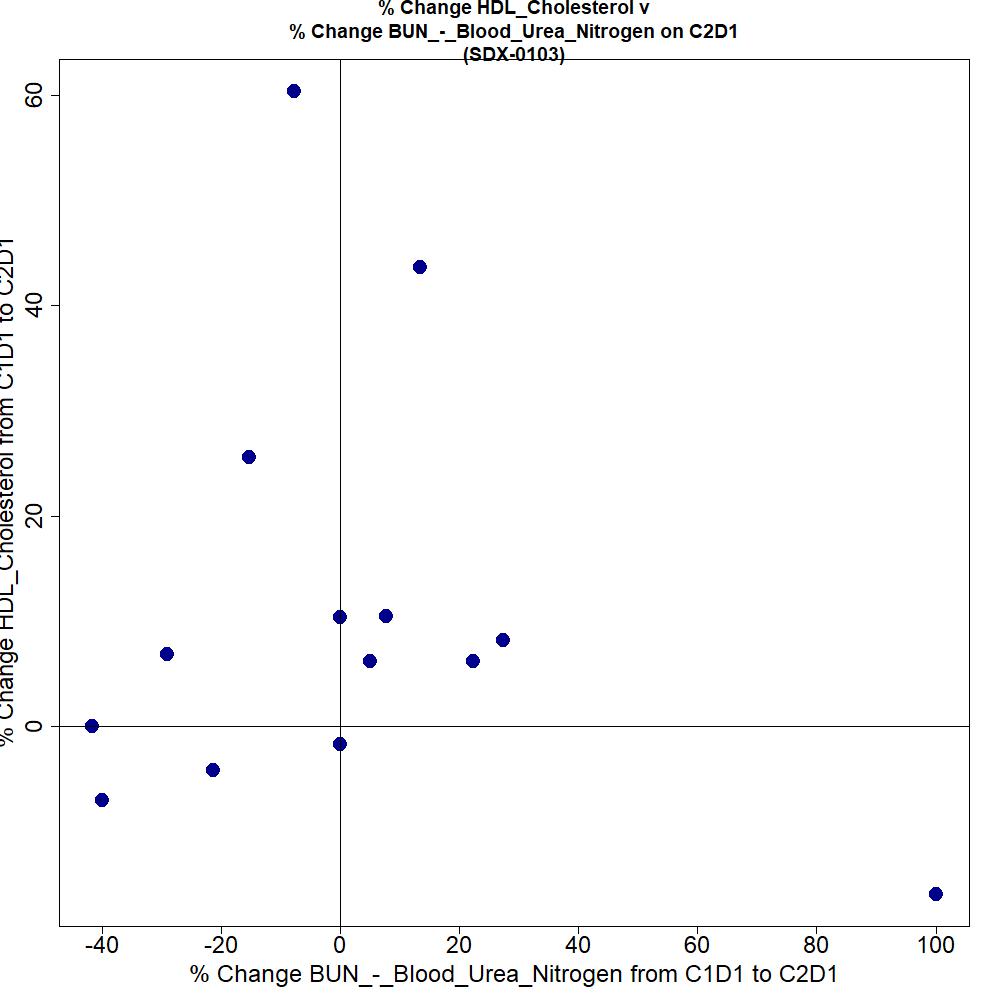 % Change HDL_Cholesterol v
% Change BUN_-_Blood_Urea_Nitrogen on C2D1
(SDX-0103)
% Change HDL_Cholesterol from C1D1 to C2D1
60
40
20
0
-40 -20 0 20 40 60 80 100
% Change BUN_-_Blood_Urea_Nitrogen from C1D1 to C2D1